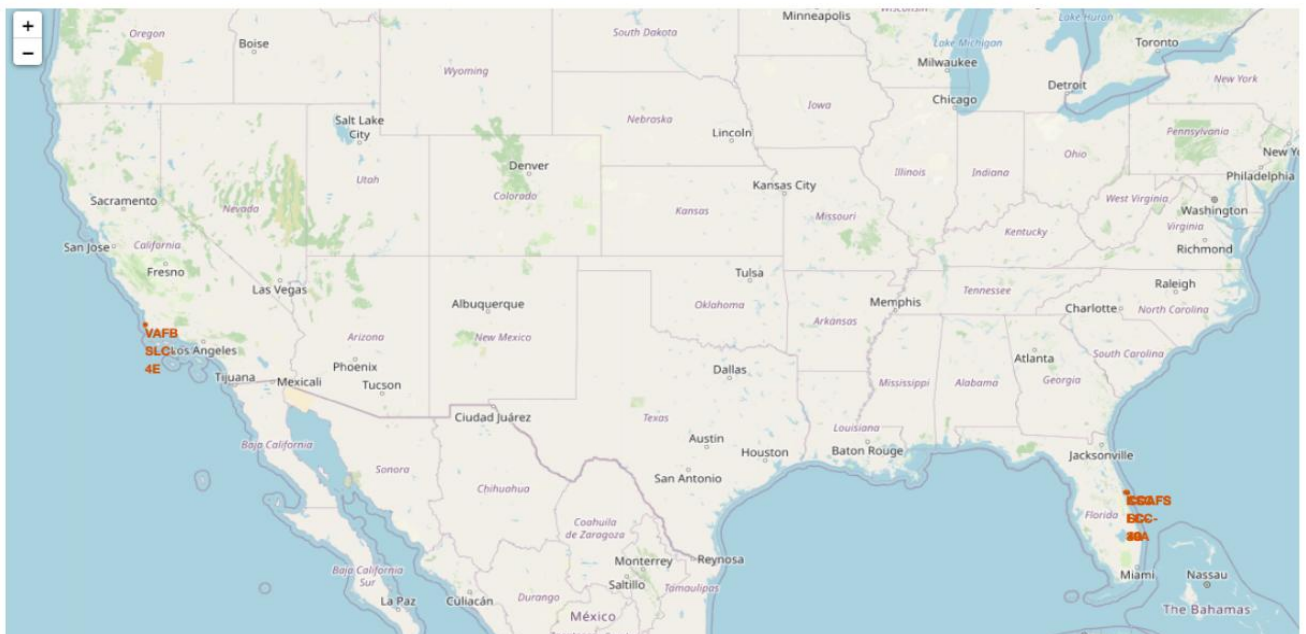 +
−
Oregon
Boise
South Dakota
Minneapolis
Lake Huron
Toronto
Lake Michigan
Milwaukee
Wyoming
New York
Detroit
Chicago
Iowa
Nebraska
Salt Lake
City
Lincoln
Pennsylvania
Ohio
New Yo
Denver
Utah
Illinois
Indiana
Philadelphia
Kansas City
Colorado
Sacramento
Nevada
West Virginia
Washington
Kansas
Missouri
Virginia
Kentucky
San Jose
California
Richmond
Fresno
Tulsa
Las Vegas
Raleigh
Tennessee
Albuquerque
Oklahoma
Memphis
Charlotte
North Carolina
Arkansas
VAFB
SLC-
4E
Los Angeles
Arizona
New Mexico
South Carolina
Atlanta
Phoenix
Dallas
Tijuana
Mexicali
Tucson
Mississippi
Alabama
Georgia
Ciudad Juárez
Texas
Louisiana
Baja California
Austin
Houston
Baton Rouge
Jacksonville
Sonora
San Antonio
Chihuahua
Florida
Coahuila
de Zaragoza
Monterrey
Reynosa
Baja California
Sur
Saltillo
Tamaulipas
Miami
Nassau
La Paz
Culiacán
Durango
México
The Bahamas